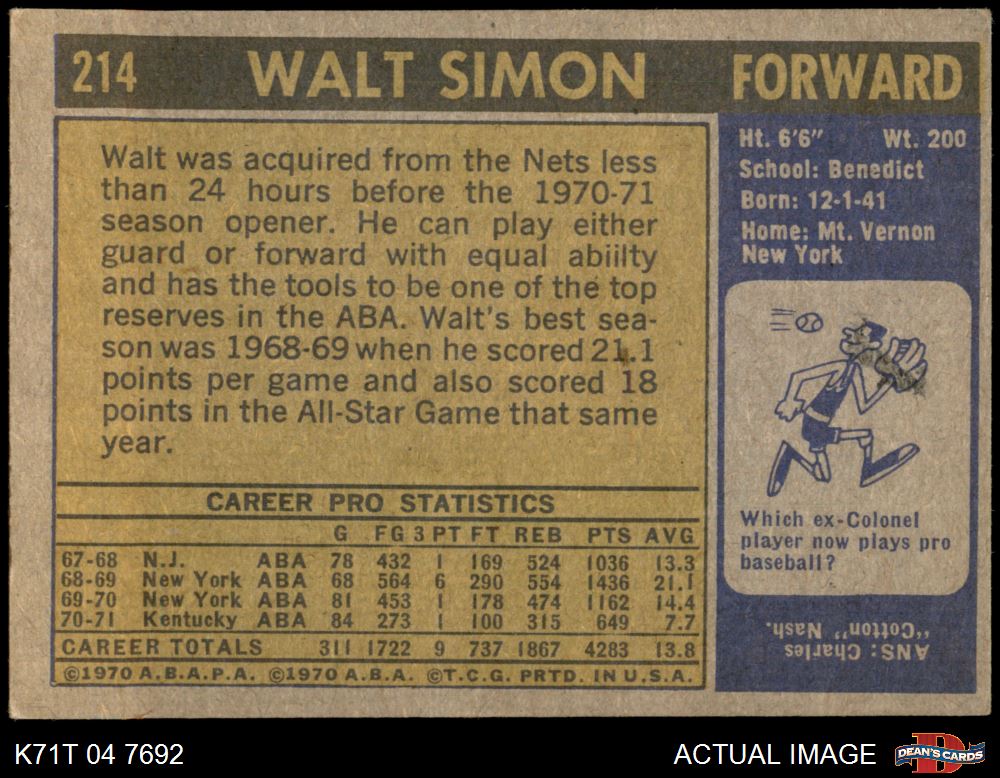 214 WALT SIMON FORWARD
Walt was acquired from the Nets less
than 24 hours before the 1970-71
season opener. He can play either
guard or forward with equal abiilty
and has the tools to be one of the top
reserves in the ABA. Walt's best sea-
son was 1968-69 when he scored 21.1
points per game and also scored 18
points in the All-Star Game that same
year.
CAREER PRO STATISTICS
G FG 3 PT FT REB PTS AVG
67-68 N.J. ABA 78 432 1 169 524 1036 13.3
68-69 New York ABA 68 564 6 290 554 1436 21.1
69-70 New York ABA 81 453 1 178 474 1162 14.4
70-71 Kentucky ABA 84 273 1 100 315 649 7.7
CAREER TOTALS 311 1722 9 737 1867 4283 13.8
©1970 A.B.A.P.A. ©1970 A.B.A. ©T.C.G. PRTD. IN U.S.A.
Ht. 6'6" Wt. 200
School: Benedict
Born: 12-1-41
Home: Mt. Vernon
New York
Which ex-Colonel
player now plays pro
baseball?
ANS: Charles
"Cotton" Nash.
K71T 04 7692 ACTUAL IMAGE D DEAN'S CARDS